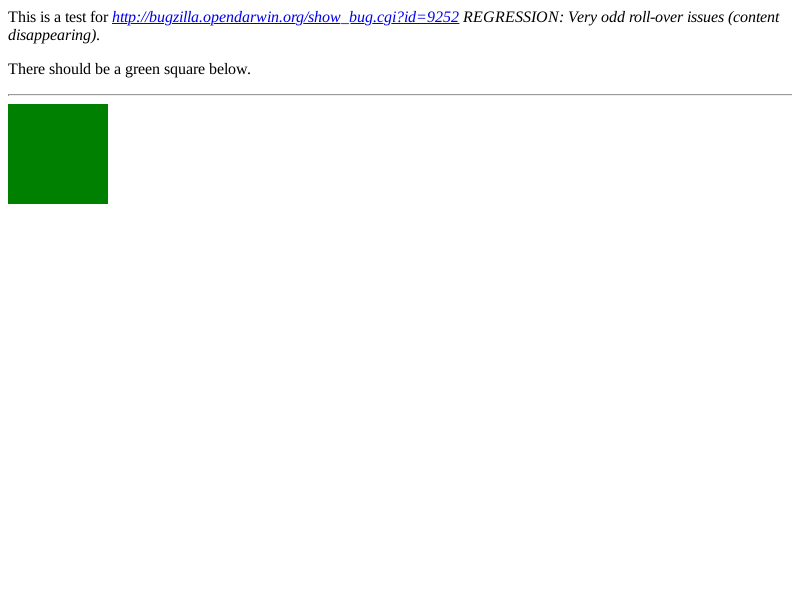 This is a test for http://bugzilla.opendarwin.org/show_bug.cgi?id=9252 REGRESSION: Very odd roll-over issues (content
disappearing).
There should be a green square below.